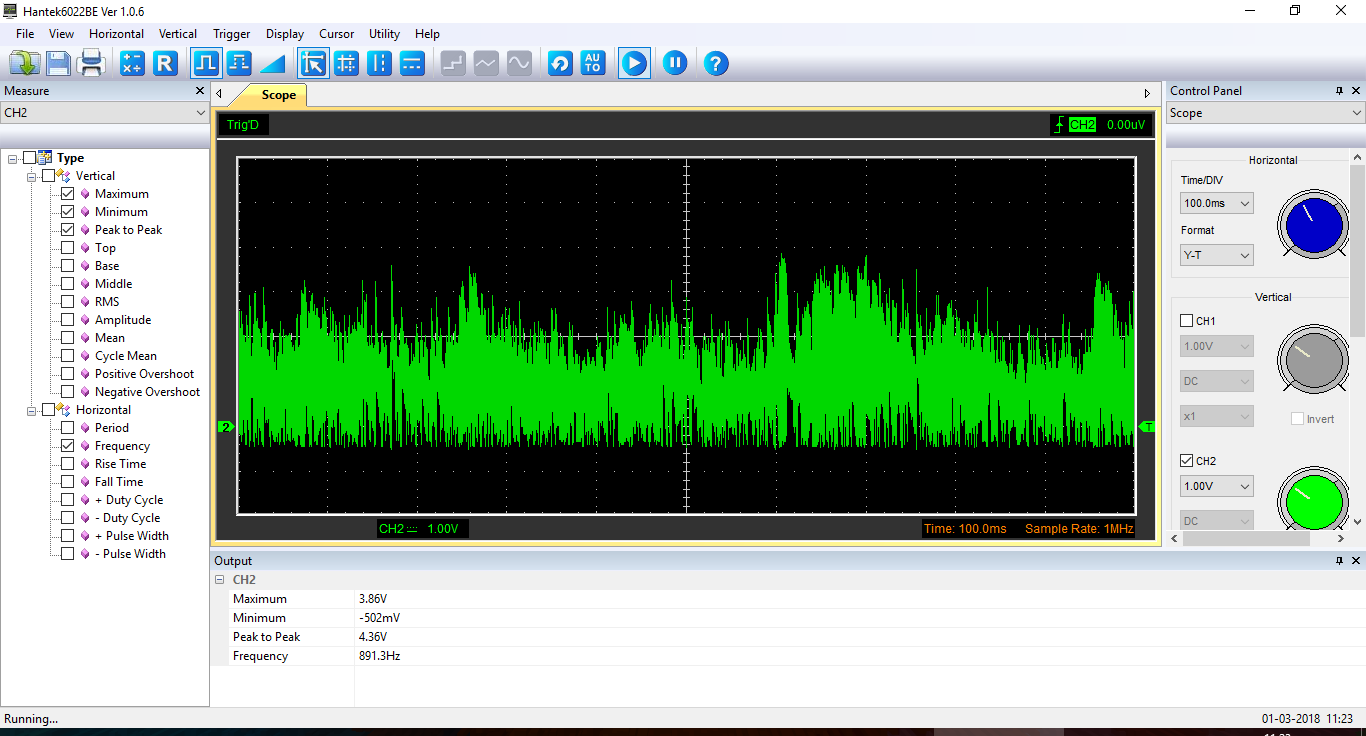 Hantek6022BE Ver 1.0.6
File View Horizontal Vertical Trigger Display Cursor Utility Help
R AU TO ?
Measure
CH2
Type
Vertical
Maximum
Minimum
Peak to Peak
Top
Base
Middle
RMS
Amplitude
Mean
Cycle Mean
Positive Overshoot
Negative Overshoot
Horizontal
Period
Frequency
Rise Time
Fall Time
+ Duty Cycle
- Duty Cycle
+ Pulse Width
- Pulse Width
Scope
Trig'D CH2 0.00uV
2 T
CH2 1.00V Time: 100.0ms Sample Rate: 1MHz
Control Panel
Scope
Horizontal
Time/DIV
100.0ms
Format
Y-T
Vertical
CH1
1.00V
DC
x1
Invert
CH2
1.00V
DC
Output
CH2
Maximum 3.86V
Minimum -502mV
Peak to Peak 4.36V
Frequency 891.3Hz
Running... 01-03-2018 11:23